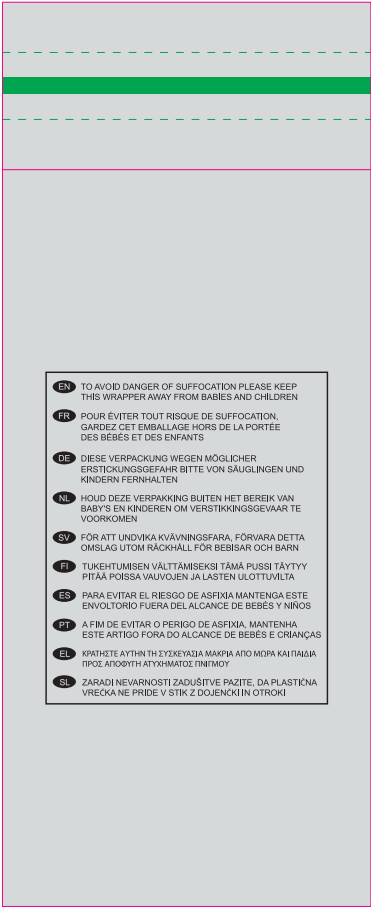 EN TO AVOID DANGER OF SUFFOCATION PLEASE KEEP
THIS WRAPPER AWAY FROM BABIES AND CHILDREN
FR POUR ÉVITER TOUT RISQUE DE SUFFOCATION,
GARDEZ CET EMBALLAGE HORS DE LA PORTÉE
DES BÉBÉS ET DES ENFANTS
DE DIESE VERPACKUNG WEGEN MÖGLICHER
ERSTICKUNGSGEFAHR BITTE VON SÄUGLINGEN UND
KINDERN FERNHALTEN
NL HOUD DEZE VERPAKKING BUITEN HET BEREIK VAN
BABY'S EN KINDEREN OM VERSTIKKINGSGEVAAR TE
VOORKOMEN
SV FÖR ATT UNDVIKA KVÄVNINGSFARA, FÖRVARA DETTA
OMSLAG UTOM RÄCKHÅLL FÖR BEBISAR OCH BARN
FI TUKEHTUMISEN VÄLTTÄMISEKSI TÄMÄ PUSSI TÄYTYY
PITÄÄ POISSA VAUVOJEN JA LASTEN ULOTTUVILTA
ES PARA EVITAR EL RIESGO DE ASFIXIA MANTENGA ESTE
ENVOLTORIO FUERA DEL ALCANCE DE BEBÉS Y NIÑOS
PT A FIM DE EVITAR O PERIGO DE ASFIXIA, MANTENHA
ESTE ARTIGO FORA DO ALCANCE DE BEBÉS E CRIANÇAS
EL ΚΡΑΤΗΣΤΕ ΑΥΤΗΝ ΤΗ ΣΥΣΚΕΥΑΣΙΑ ΜΑΚΡΙΑ ΑΠΟ ΜΩΡΑ ΚΑΙ ΠΑΙΔΙΑ
ΠΡΟΣ ΑΠΟΦΥΓΗ ΑΤΥΧΗΜΑΤΟΣ ΠΝΙΓΜΟΥ
SL ZARADI NEVARNOSTI ZADUŠITVE PAZITE, DA PLASTIČNA
VREČKA NE PRIDE V STIK Z DOJENČKI IN OTROKI